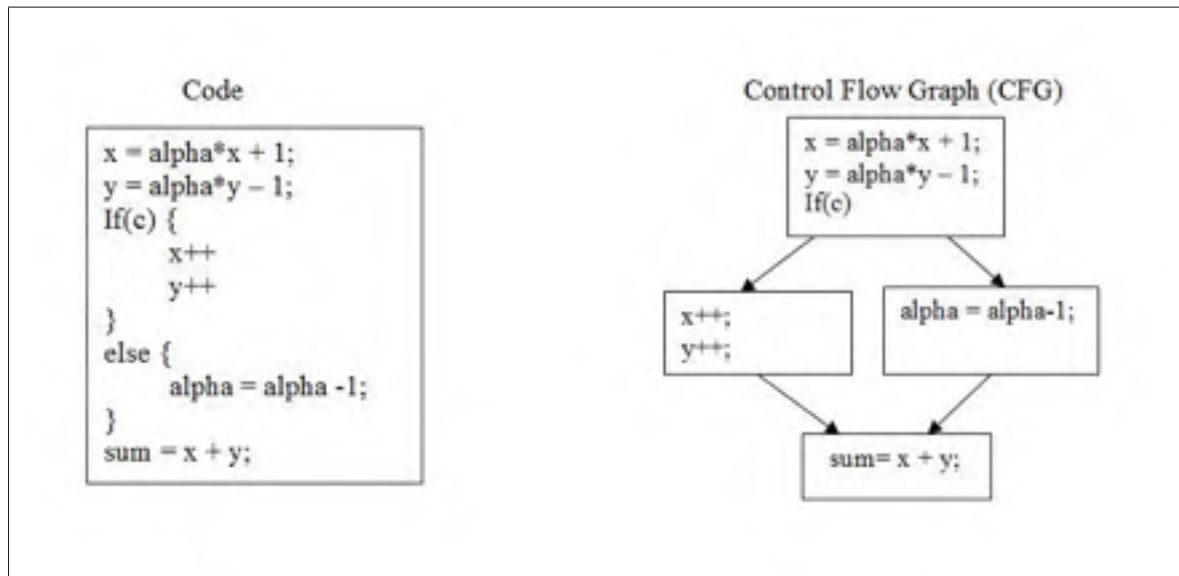 Code
x = alpha*x + 1;
y = alpha*y – 1;
If(c) {
x++
y++
}
else {
alpha = alpha -1;
}
sum = x + y;
Control Flow Graph (CFG)
x = alpha*x + 1;
y = alpha*y – 1;
If(c)
x++;
y++;
alpha = alpha-1;
sum= x + y;